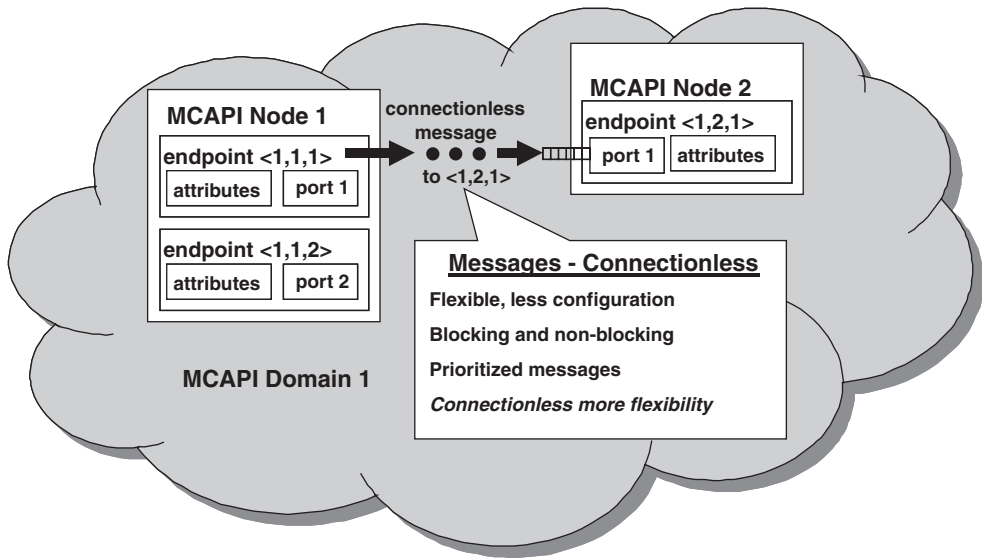 MCAPI Node 1
endpoint <1,1,1>
attributes
port 1
endpoint <1,1,2>
attributes
port 2
connectionless
message
to <1,2,1>
MCAPI Node 2
endpoint <1,2,1>
port 1
attributes
Messages - Connectionless
Flexible, less configuration
Blocking and non-blocking
Prioritized messages
Connectionless more flexibility
MCAPI Domain 1